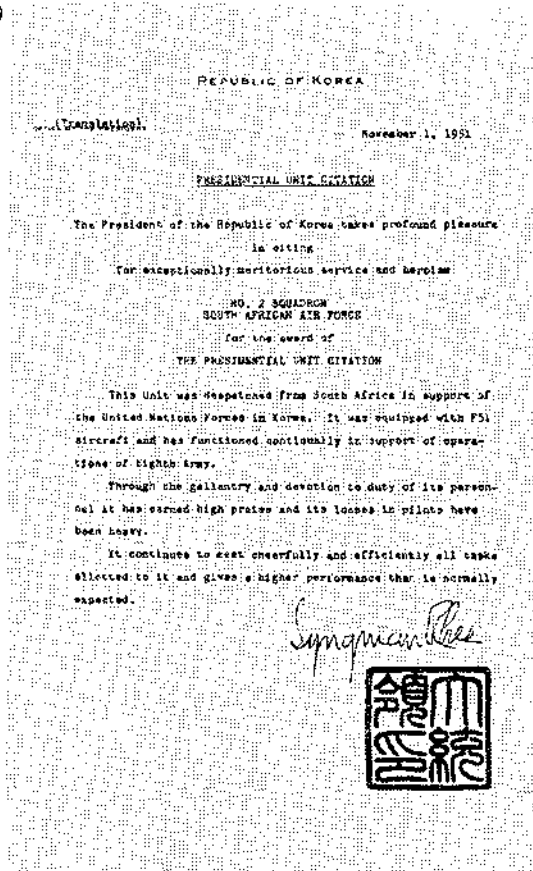 REPUBLIC OF KOREA
(Translation)
November 1, 1951
PRESIDENTIAL UNIT CITATION
The President of the Republic of Korea takes profound pleasure
in citing
for exceptionally meritorious service and heroism
NO. 2 SQUADRON
SOUTH AFRICAN AIR FORCE
for the award of
THE PRESIDENTIAL UNIT CITATION
This Unit was despatched from South Africa in support of
the United Nations Forces in Korea. It was equipped with F51
aircraft and has functioned continually in support of opera-
tions of Eighth Army.
Through the gallantry and devotion to duty of its person-
nel it has earned high praise and its losses in pilots have
been heavy.
It continues to meet cheerfully and efficiently all tasks
allotted to it and gives a higher performance than is normally
expected.
Syngman Rhee